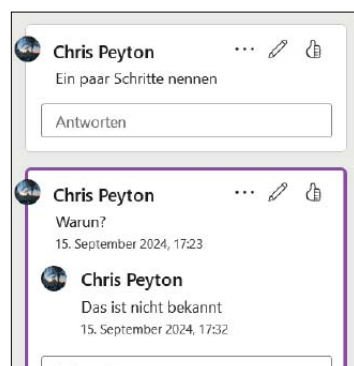 Chris Peyton
Ein paar Schritte nennen
Antworten
Chris Peyton
Warun?
15. September 2024, 17:23
Chris Peyton
Das ist nicht bekannt
15. September 2024, 17:32